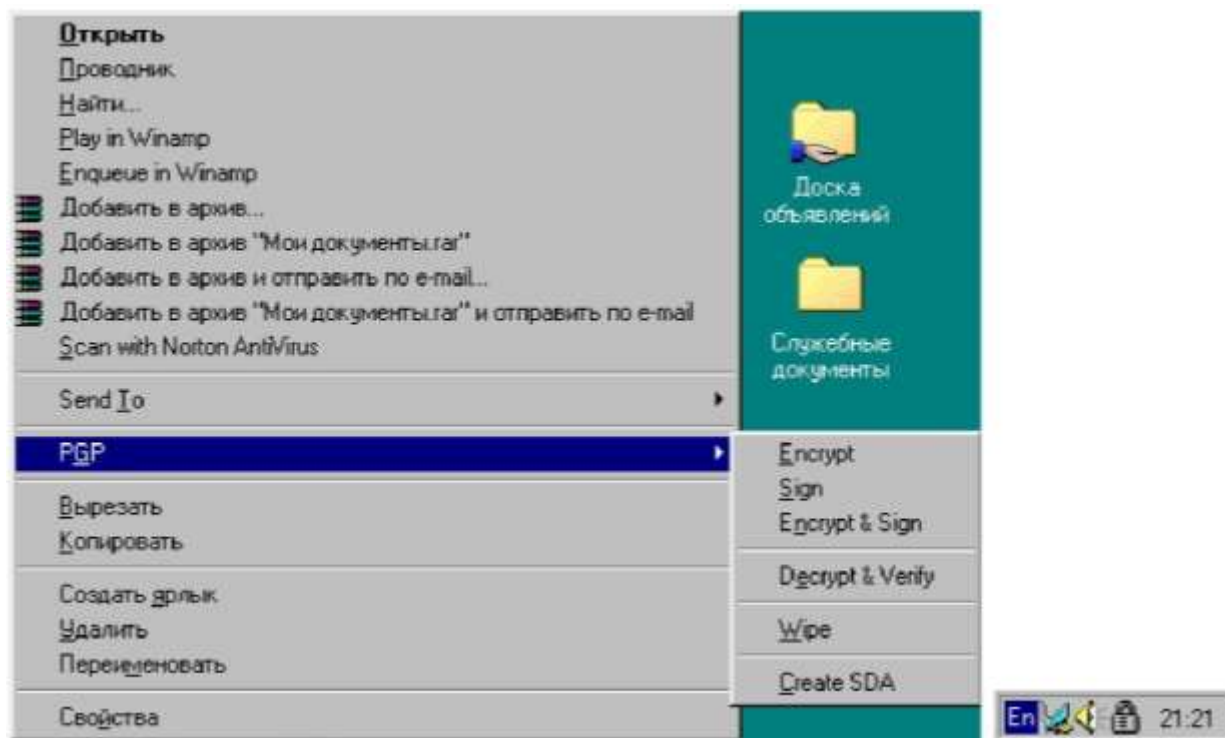 Открыть
Проводник
Найти...
Play in Winamp
Enqueue in Winamp
Добавить в архив...
Добавить в архив "Мои документы.rar"
Добавить в архив и отправить по e-mail...
Добавить в архив "Мои документы.rar" и отправить по e-mail
Scan with Norton AntiVirus
Send To
PGP
Вырезать
Копировать
Создать ярлык
Удалить
Переименовать
Свойства
Доска
объявлений
Служебные
документы
Encrypt
Sign
Encrypt & Sign
Decrypt & Verify
Wipe
Create SDA
En 21:21